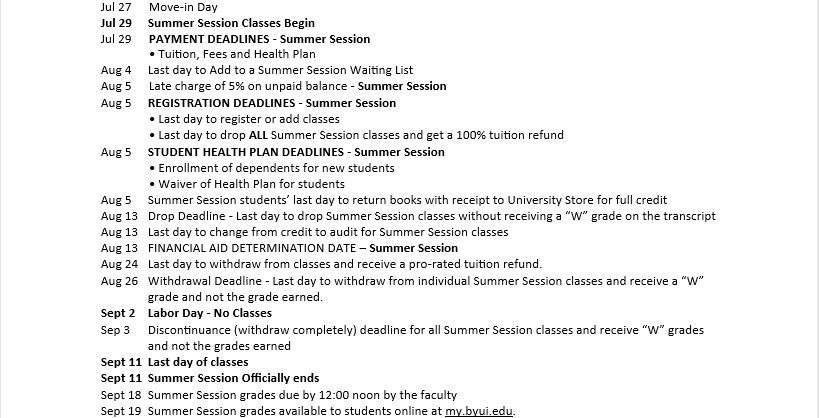 Jul 27 Move-in Day
Jul 29 Summer Session Classes Begin
Jul 29 PAYMENT DEADLINES - Summer Session
• Tuition, Fees and Health Plan
Aug 4 Last day to Add to a Summer Session Waiting List
Aug 5 Late charge of 5% on unpaid balance - Summer Session
Aug 5 REGISTRATION DEADLINES - Summer Session
• Last day to register or add classes
• Last day to drop ALL Summer Session classes and get a 100% tuition refund
Aug 5 STUDENT HEALTH PLAN DEADLINES - Summer Session
• Enrollment of dependents for new students
• Waiver of Health Plan for students
Aug 5 Summer Session students’ last day to return books with receipt to University Store for full credit
Aug 13 Drop Deadline - Last day to drop Summer Session classes without receiving a “W” grade on the transcript
Aug 13 Last day to change from credit to audit for Summer Session classes
Aug 13 FINANCIAL AID DETERMINATION DATE – Summer Session
Aug 24 Last day to withdraw from classes and receive a pro-rated tuition refund.
Aug 26 Withdrawal Deadline - Last day to withdraw from individual Summer Session classes and receive a “W”
grade and not the grade earned.
Sept 2 Labor Day - No Classes
Sep 3 Discontinuance (withdraw completely) deadline for all Summer Session classes and receive “W” grades
and not the grades earned
Sept 11 Last day of classes
Sept 11 Summer Session Officially ends
Sept 18 Summer Session grades due by 12:00 noon by the faculty
Sept 19 Summer Session grades available to students online at my.byui.edu.